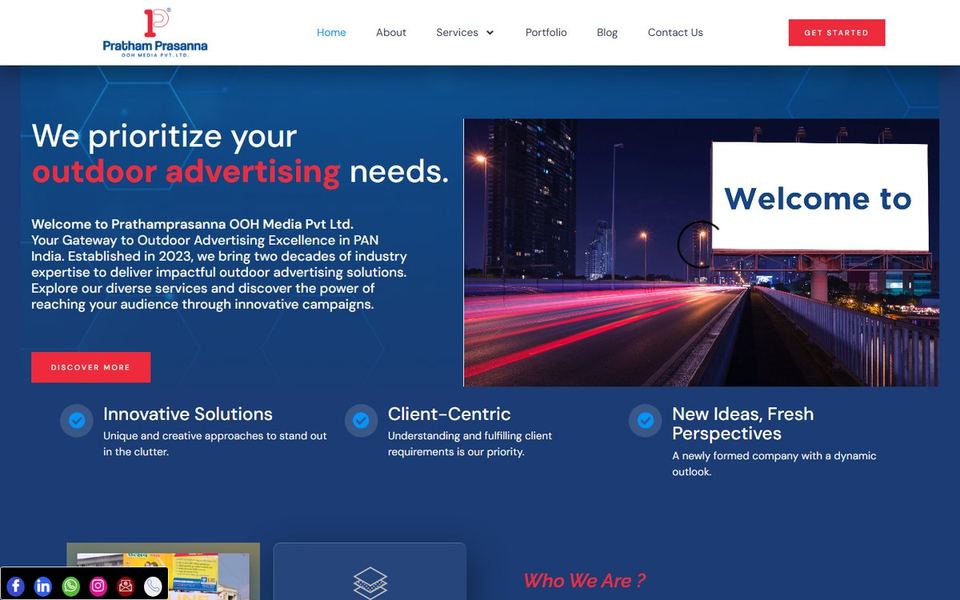 Pratham Prasanna
OOH MEDIA PVT. LTD.
Home
About
Services
Portfolio
Blog
Contact Us
GET STARTED
We prioritize your
outdoor advertising needs.
Welcome to Prathamprasanna OOH Media Pvt Ltd.
Your Gateway to Outdoor Advertising Excellence in PAN
India. Established in 2023, we bring two decades of industry
expertise to deliver impactful outdoor advertising solutions.
Explore our diverse services and discover the power of
reaching your audience through innovative campaigns.
DISCOVER MORE
Welcome to
Innovative Solutions
Unique and creative approaches to stand out
in the clutter.
Client-Centric
Understanding and fulfilling client
requirements is our priority.
New Ideas, Fresh
Perspectives
A newly formed company with a dynamic
outlook.
Who We Are ?